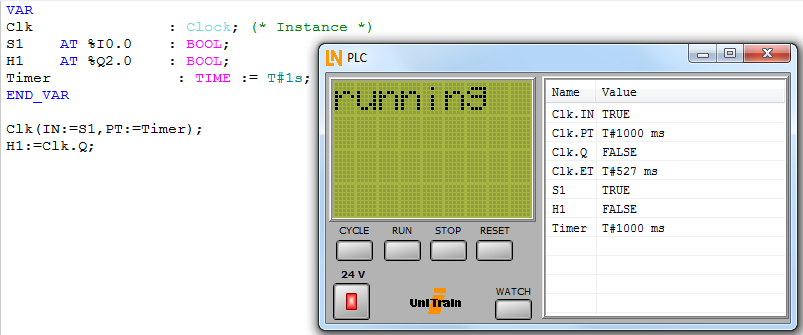 VAR
Clk : Clock; (* Instance *)
S1 AT %I0.0 : BOOL;
H1 AT %Q2.0 : BOOL;
Timer : TIME := T#1s;
END_VAR
Clk(IN:=S1,PT:=Timer);
H1:=Clk.Q;
LN PLC
running
CYCLE RUN STOP RESET
24 V
UniTrain
WATCH
Name Value
Clk.IN TRUE
Clk.PT T#1000 ms
Clk.Q FALSE
Clk.ET T#527 ms
S1 TRUE
H1 FALSE
Timer T#1000 ms